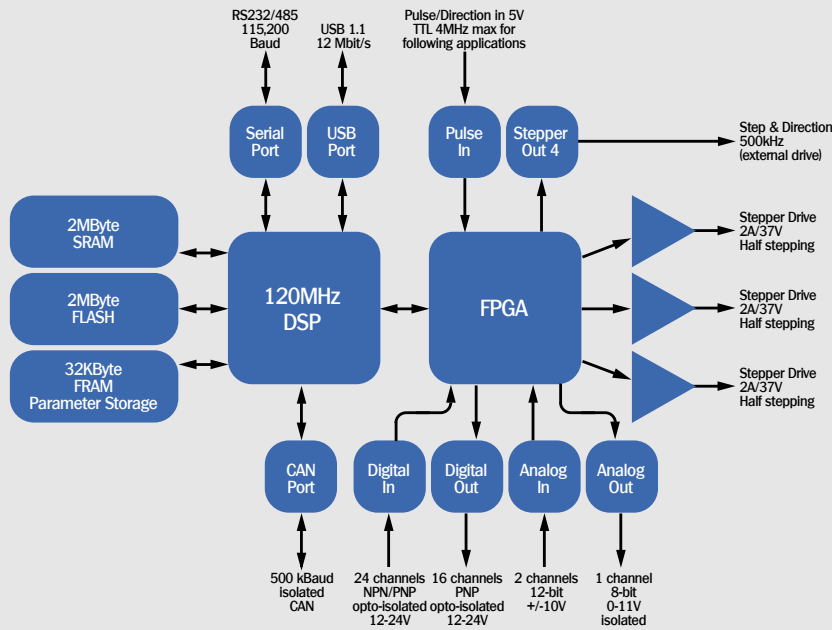 RS232/485
115,200
Baud
USB 1.1
12 Mbit/s
Pulse/Direction in 5V
TTL 4MHz max for
following applications
Serial
Port
USB
Port
Pulse
In
Stepper
Out 4
Step & Direction
500kHz
(external drive)
2MByte
SRAM
2MByte
FLASH
32KByte
FRAM
Parameter Storage
120MHz
DSP
FPGA
Stepper Drive
2A/37V
Half stepping
Stepper Drive
2A/37V
Half stepping
Stepper Drive
2A/37V
Half stepping
CAN
Port
Digital
In
Digital
Out
Analog
In
Analog
Out
500 kBaud
isolated
CAN
24 channels
NPN/PNP
opto-isolated
12-24V
16 channels
PNP
opto-isolated
12-24V
2 channels
12-bit
+/-10V
1 channel
8-bit
0-11V
isolated